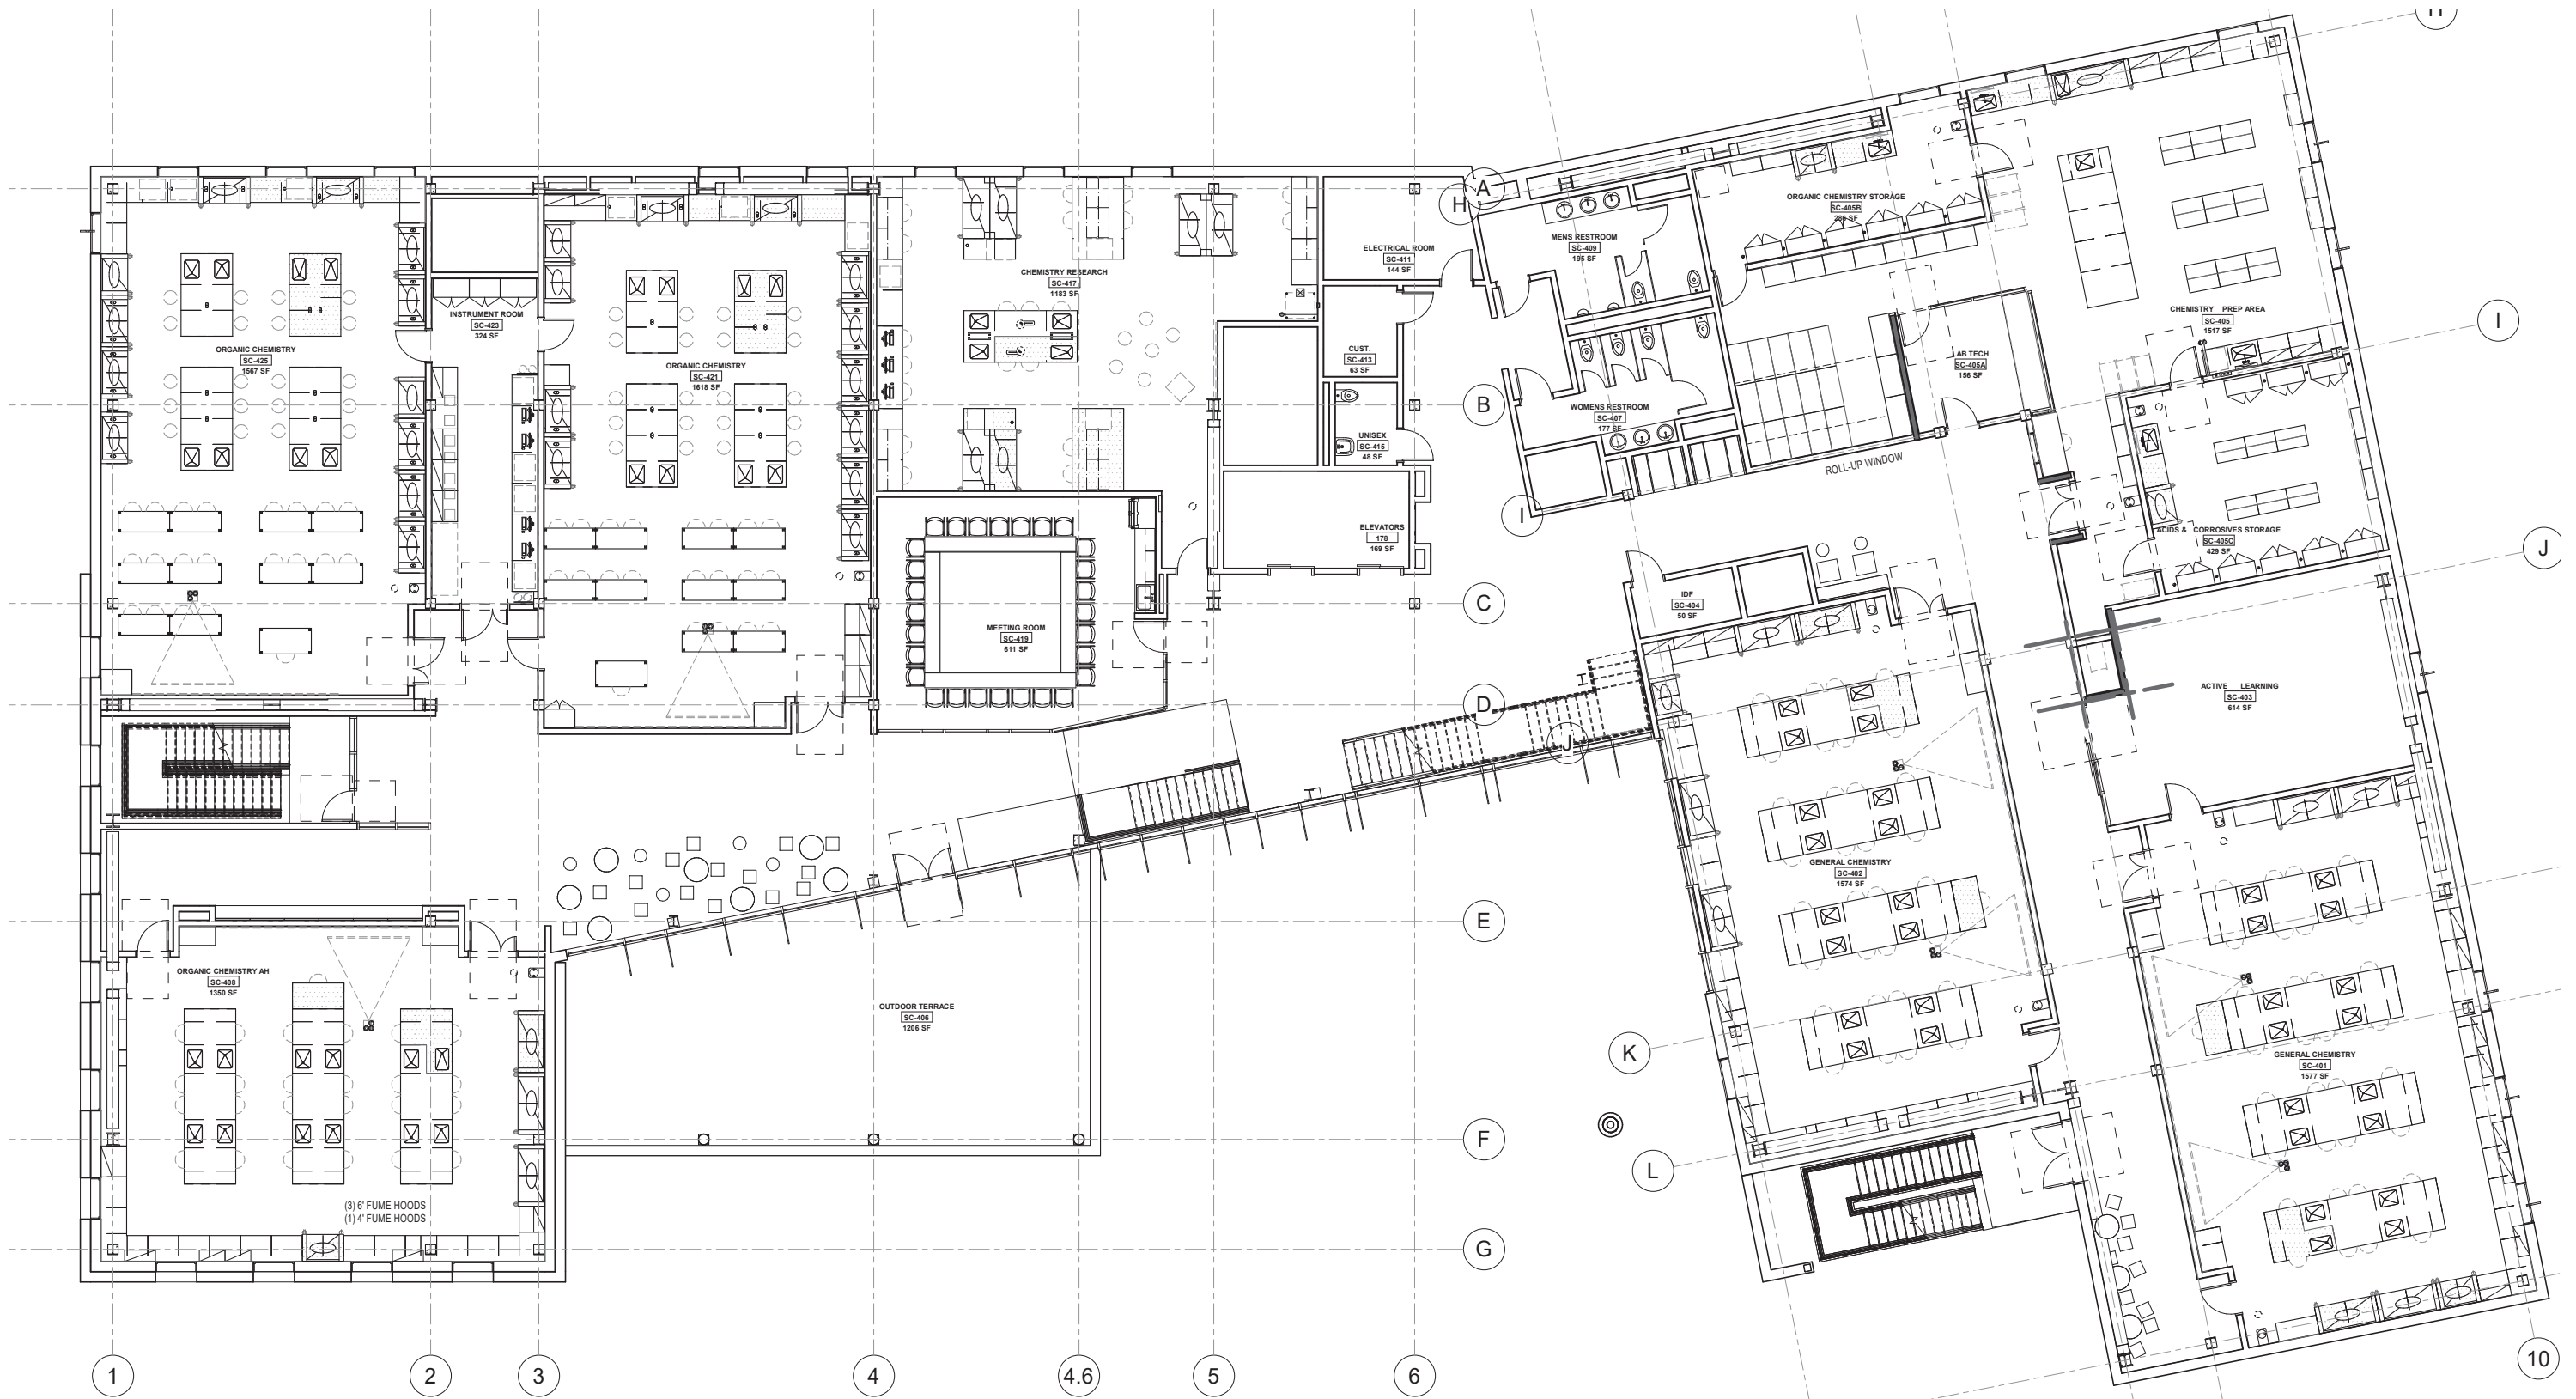 H
A
H
ORGANIC CHEMISTRY STORAGE
SC-405B
MENS RESTROOM
SC-409
195 SF
ELECTRICAL ROOM
SC-411
144 SF
CHEMISTRY RESEARCH
SC-417
1183 SF
INSTRUMENT ROOM
SC-423
324 SF
CHEMISTRY PREP AREA
SC-405
1517 SF
I
ORGANIC CHEMISTRY
SC-425
1567 SF
ORGANIC CHEMISTRY
SC-421
1618 SF
CUST.
SC-413
63 SF
LAB TECH
SC-405A
156 SF
B
WOMENS RESTROOM
SC-407
177 SF
UNISEX
SC-415
48 SF
ROLL-UP WINDOW
I
ELEVATORS
178
169 SF
ACIDS & CORROSIVES STORAGE
SC-405C
429 SF
J
C
IDF
SC-404
50 SF
MEETING ROOM
SC-419
611 SF
ACTIVE LEARNING
SC-403
614 SF
D
J
GENERAL CHEMISTRY
SC-402
1574 SF
E
ORGANIC CHEMISTRY AH
SC-408
1350 SF
OUTDOOR TERRACE
SC-406
1206 SF
K
GENERAL CHEMISTRY
SC-401
1577 SF
F
L
(3) 6' FUME HOODS
(1) 4' FUME HOODS
G
1
2
3
4
4.6
5
6
10